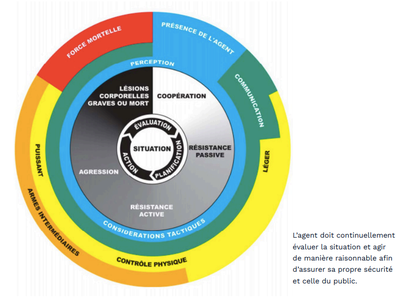 FORCE MORTELLE
PRÉSENCE DE L'AGENT
PERCEPTION
COMMUNICATION
LÉSIONS
CORPORELLES
GRAVES OU MORT
COOPÉRATION
ÉVALUATION
SITUATION
ACTION
PLANIFICATION
RÉSISTANCE
PASSIVE
AGRESSION
RÉSISTANCE
ACTIVE
PUISSANT
LÉGER
CONSIDÉRATIONS TACTIQUES
CONTRÔLE PHYSIQUE
ARMES INTERMÉDIAIRES
L'agent doit continuellement
évaluer la situation et agir
de manière raisonnable afin
d'assurer sa propre sécurité
et celle du public.